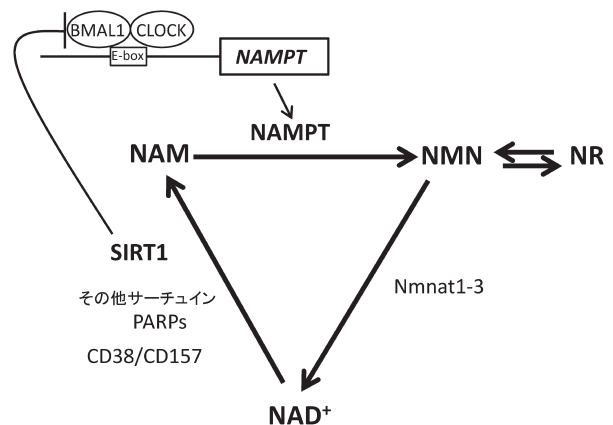 BMAL1 CLOCK
E-box
NAMPT
NAMPT
NAM NMN NR
SIRT1
その他サーチュイン
PARPs
CD38/CD157
Nmnat1-3
NAD⁺